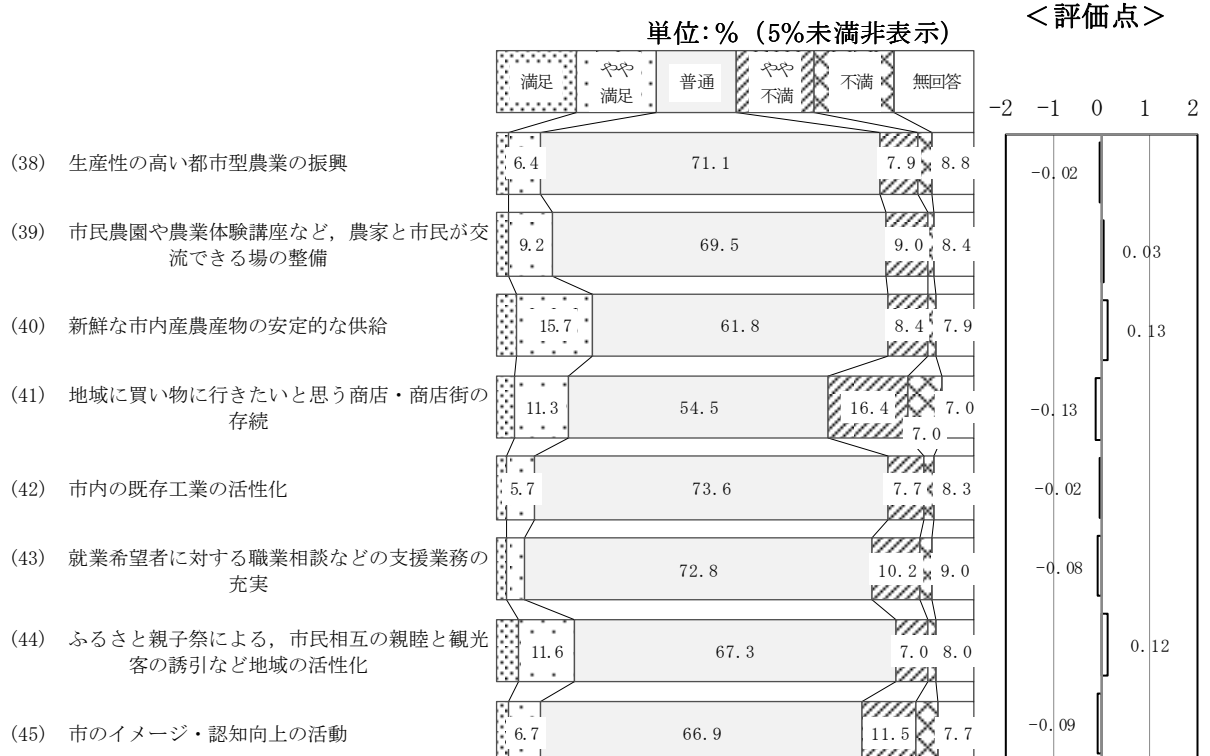 ＜評価点＞
単位：％（5％未満非表示）
満足 やや満足 普通 やや不満 不満 無回答
-2 -1 0 1 2
(38) 生産性の高い都市型農業の振興 6.4 71.1 7.9 8.8 -0.02
(39) 市民農園や農業体験講座など，農家と市民が交
流できる場の整備 9.2 69.5 9.0 8.4 0.03
(40) 新鮮な市内産農産物の安定的な供給 15.7 61.8 8.4 7.9 0.13
(41) 地域に買い物に行きたいと思う商店・商店街の
存続 11.3 54.5 16.4 7.0 7.0 -0.13
(42) 市内の既存工業の活性化 5.7 73.6 7.7 8.3 -0.02
(43) 就業希望者に対する職業相談などの支援業務の
充実 72.8 10.2 9.0 -0.08
(44) ふるさと親子祭による，市民相互の親睦と観光
客の誘引など地域の活性化 11.6 67.3 7.0 8.0 0.12
(45) 市のイメージ・認知向上の活動 6.7 66.9 11.5 7.7 -0.09